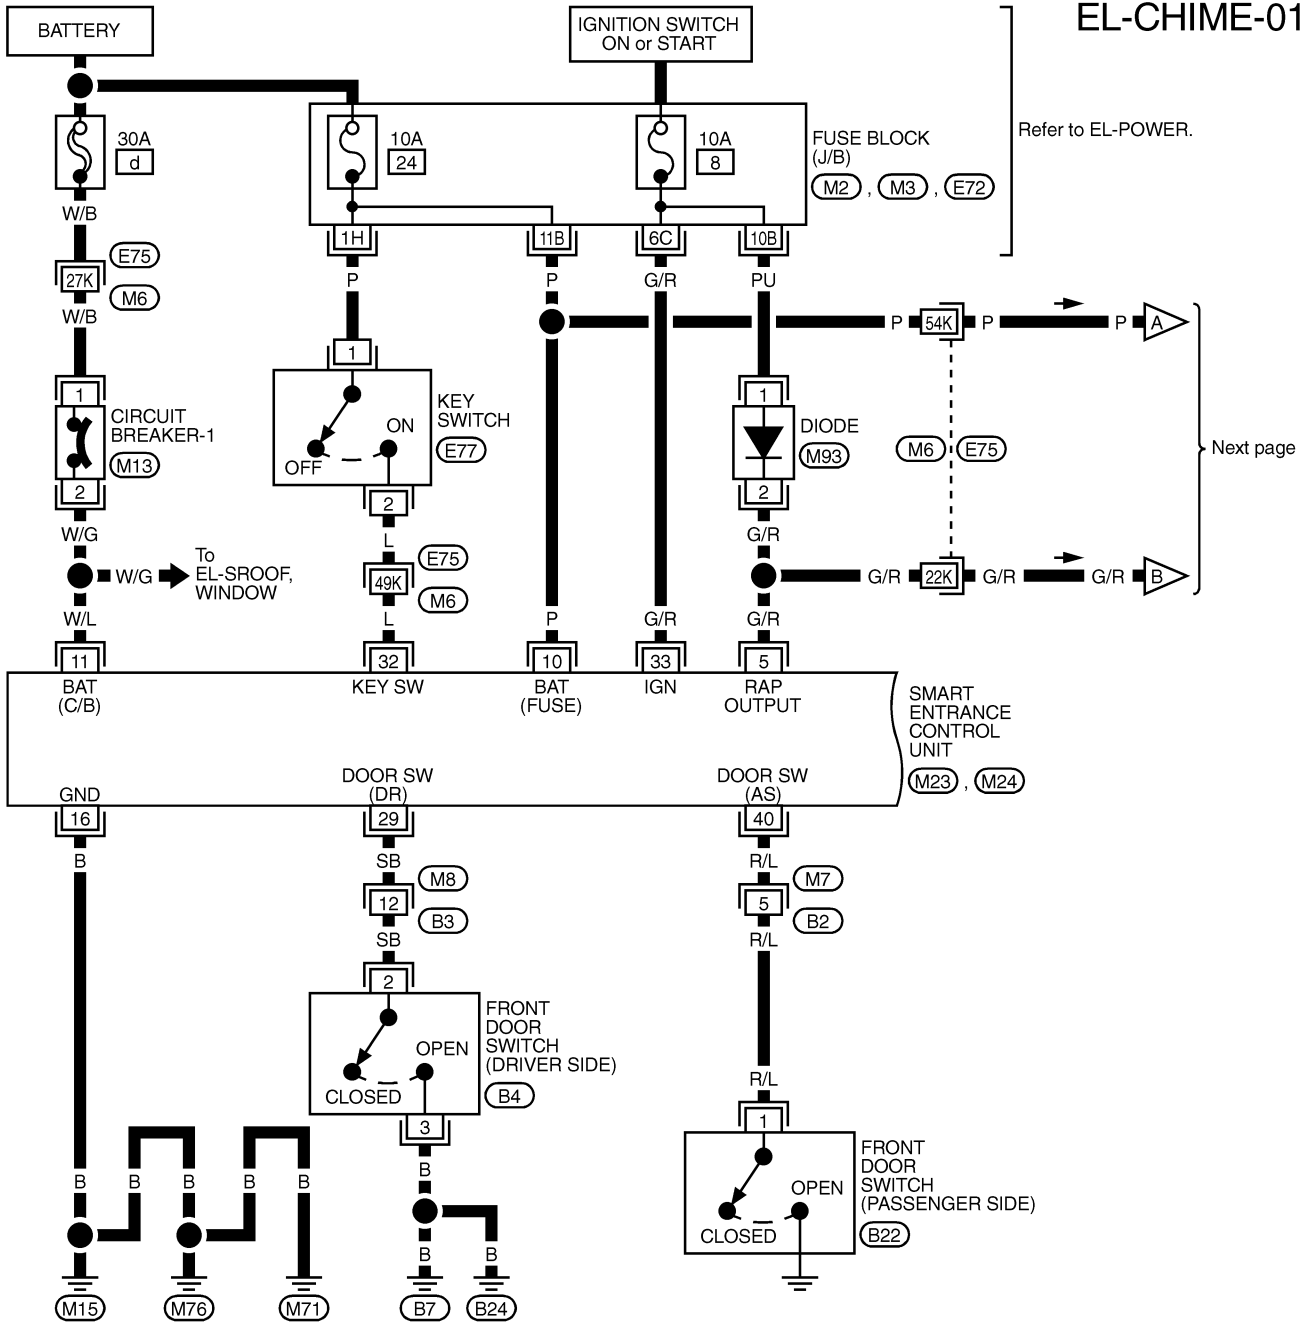 EL-CHIME-01
BATTERY
IGNITION SWITCH
ON or START
30A
d
10A
24
10A
8
FUSE BLOCK
(J/B)
M2 , M3 , E72
Refer to EL-POWER.
W/B
1H
11B
6C
10B
E75
27K
M6
P
P
G/R
PU
W/B
P
54K
P
P
A
1
1
1
CIRCUIT
BREAKER-1
M13
2
KEY
SWITCH
E77
ON
OFF
2
DIODE
M93
2
M6
E75
Next page
W/G
L
G/R
To
EL-SROOF,
WINDOW
W/G
E75
49K
M6
G/R
22K
G/R
G/R
B
W/L
L
P
G/R
G/R
11
32
10
33
5
BAT
(C/B)
KEY SW
BAT
(FUSE)
IGN
RAP
OUTPUT
SMART
ENTRANCE
CONTROL
UNIT
M23 , M24
GND
DOOR SW
(DR)
DOOR SW
(AS)
16
29
40
B
SB
R/L
M8
12
B3
M7
5
B2
SB
R/L
2
FRONT
DOOR
SWITCH
(DRIVER SIDE)
B4
OPEN
CLOSED
3
R/L
1
FRONT
DOOR
SWITCH
(PASSENGER SIDE)
B22
OPEN
CLOSED
B
B
B
B
B
B
B
B
M15
M76
M71
B7
B24